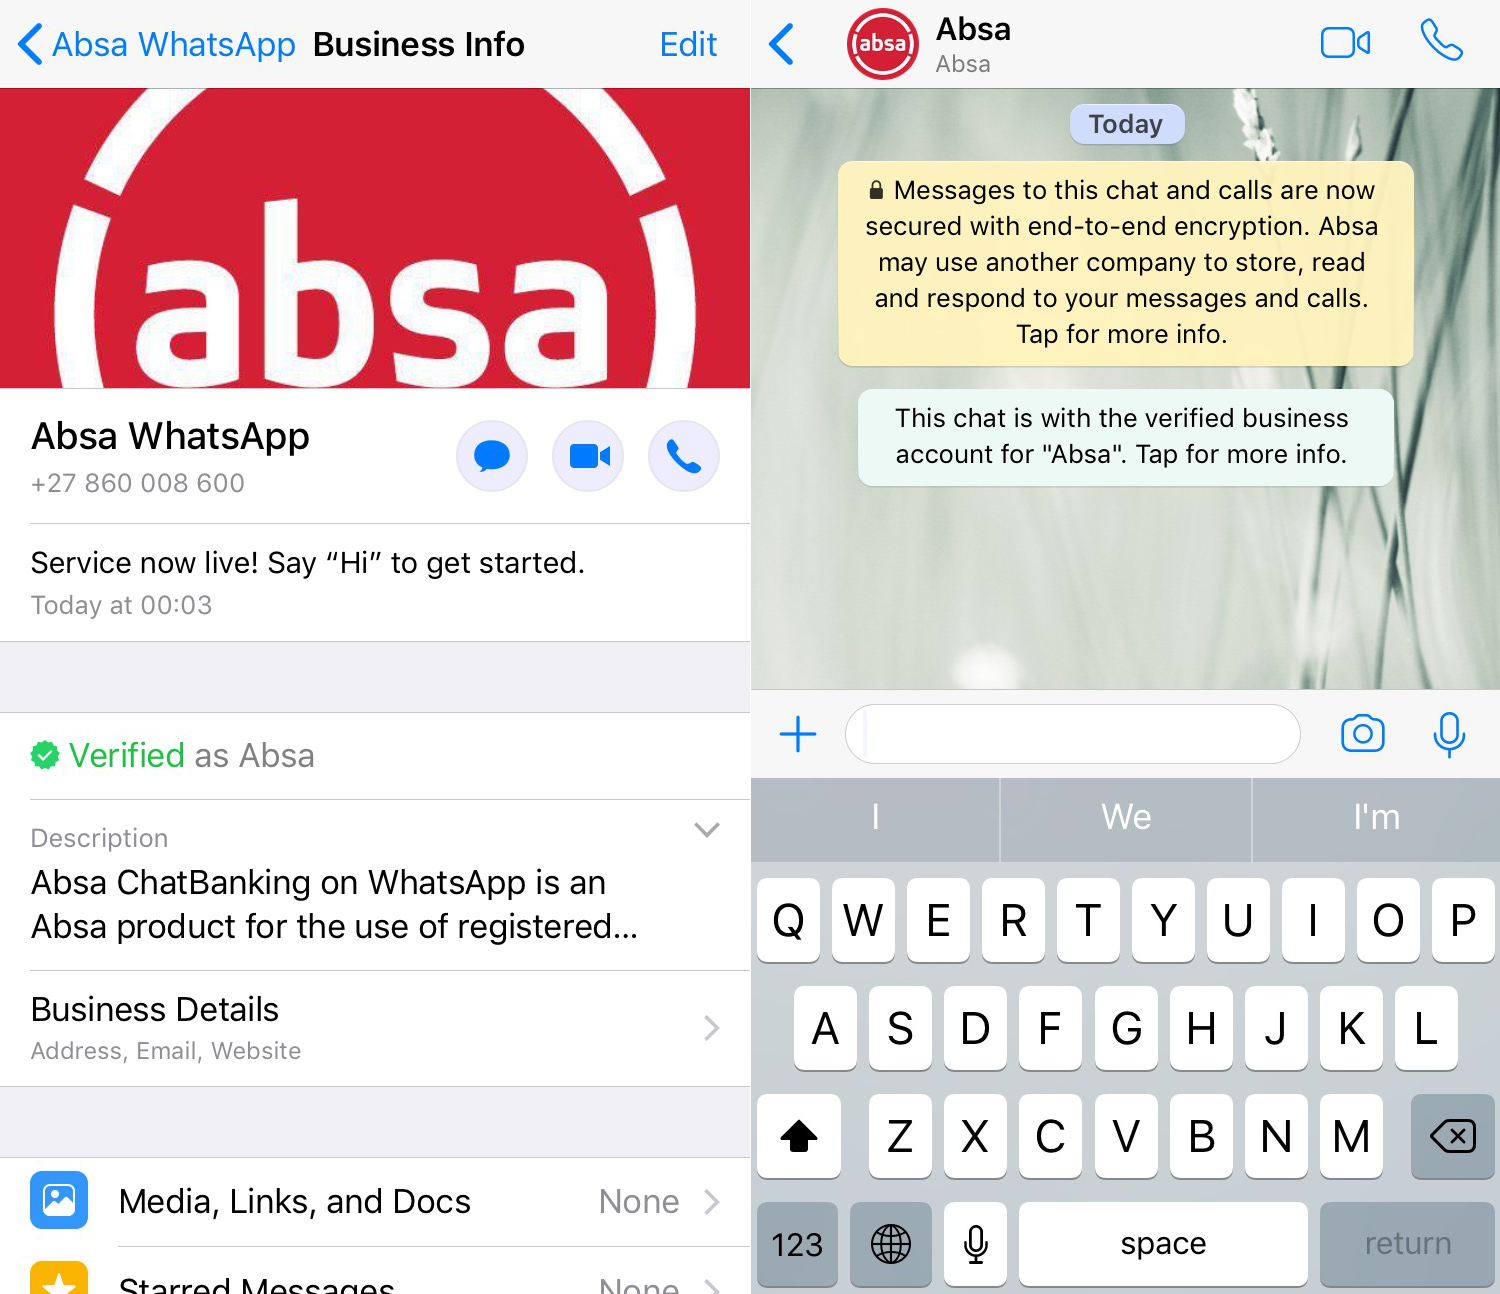 Absa WhatsApp Business Info Edit
absa
Absa WhatsApp
+27 860 008 600
Service now live! Say “Hi” to get started.
Today at 00:03
Verified as Absa
Description
Absa ChatBanking on WhatsApp is an
Absa product for the use of registered...
Business Details
Address, Email, Website
Media, Links, and Docs None
Starred Messages None
absa
Absa
Absa
Today
Messages to this chat and calls are now
secured with end-to-end encryption. Absa
may use another company to store, read
and respond to your messages and calls.
Tap for more info.
This chat is with the verified business
account for "Absa". Tap for more info.
I We I'm
Q W E R T Y U I O P
A S D F G H J K L
Z X C V B N M
123 space return